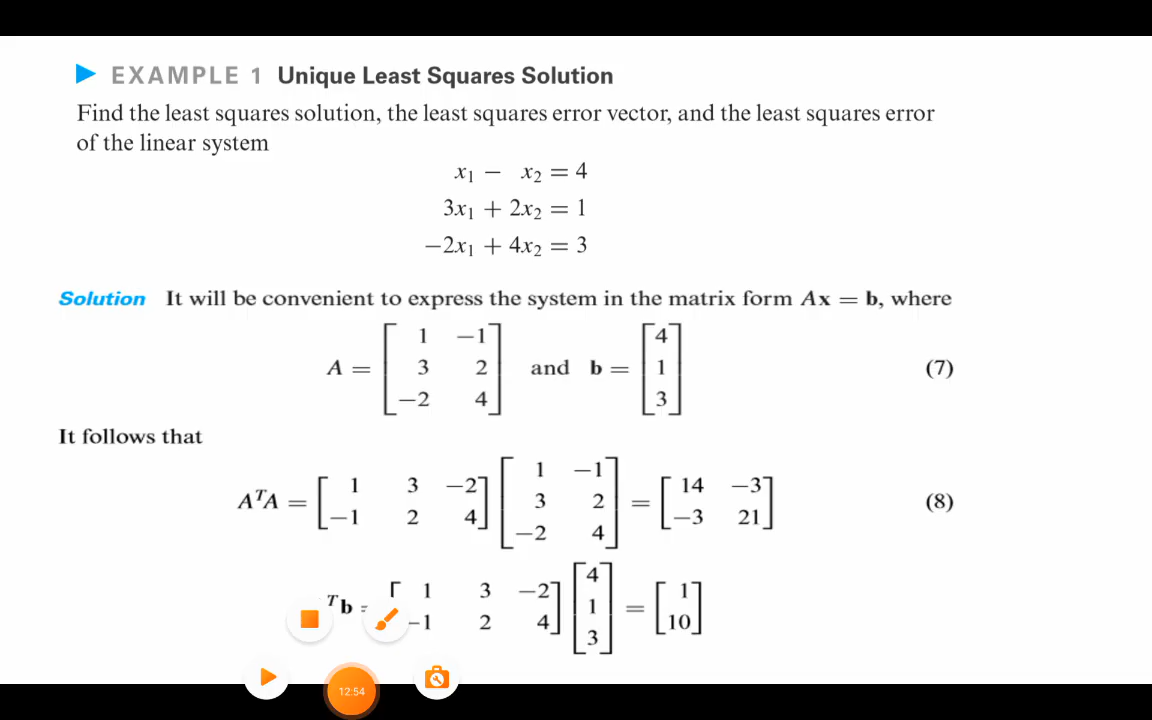 EXAMPLE 1 Unique Least Squares Solution
Find the least squares solution, the least squares error vector, and the least squares error
of the linear system
x₁ − x₂ = 4
3x₁ + 2x₂ = 1
−2x₁ + 4x₂ = 3
Solution It will be convenient to express the system in the matrix form Ax = b, where
A = [1 −1; 3 2; −2 4] and b = [4; 1; 3] (7)
It follows that
AᵀA = [1 3 −2; −1 2 4] [1 −1; 3 2; −2 4] = [14 −3; −3 21] (8)
ᵀb = [1 3 −2; −1 2 4] [4; 1; 3] = [1; 10]
12:54